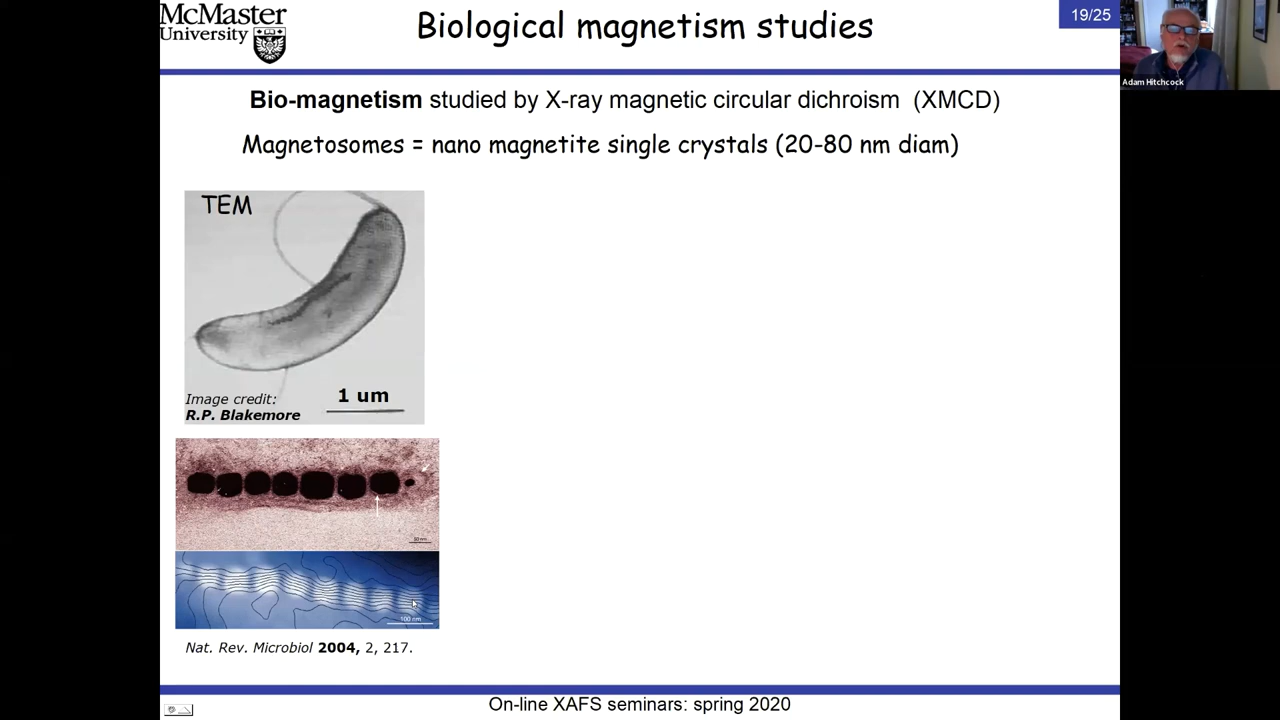 McMaster
University
Biological magnetism studies
19/25
Adam Hitchcock
Bio-magnetism studied by X-ray magnetic circular dichroism (XMCD)
Magnetosomes = nano magnetite single crystals (20-80 nm diam)
TEM
Image credit:
R.P. Blakemore
1 um
100 nm
Nat. Rev. Microbiol 2004, 2, 217.
On-line XAFS seminars: spring 2020